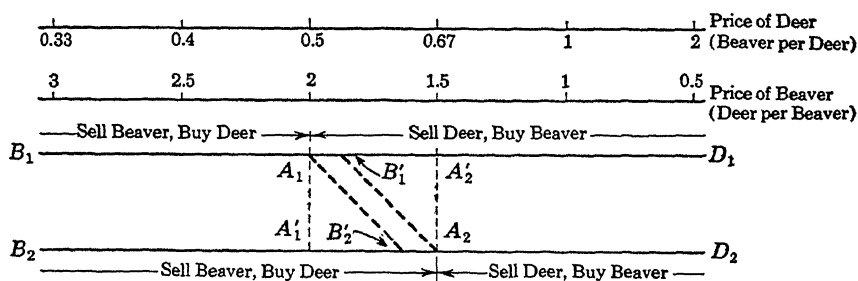 Price of Deer
0.33 0.4 0.5 0.67 1 2 (Beaver per Deer)
3 2.5 2 1.5 1 0.5 Price of Beaver
(Deer per Beaver)
Sell Beaver, Buy Deer Sell Deer, Buy Beaver
B₁ D₁
A₁ B′₁ A′₂
A′₁ B′₂ A₂
B₂ D₂
Sell Beaver, Buy Deer Sell Deer, Buy Beaver